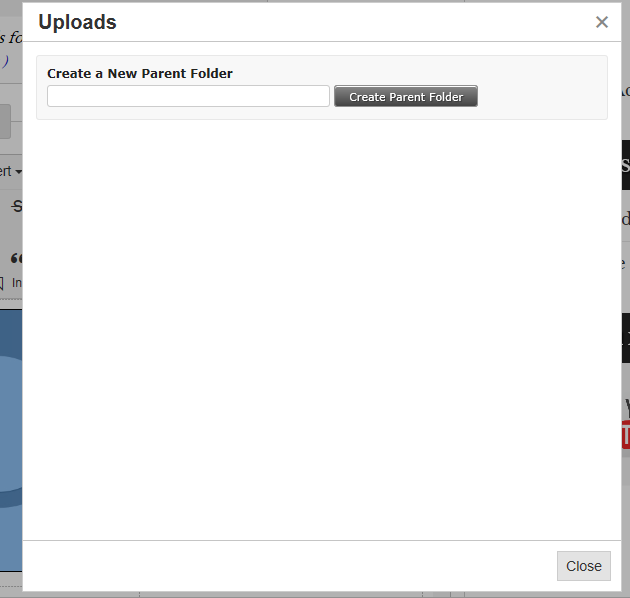 Uploads
Create a New Parent Folder
Create Parent Folder
Close